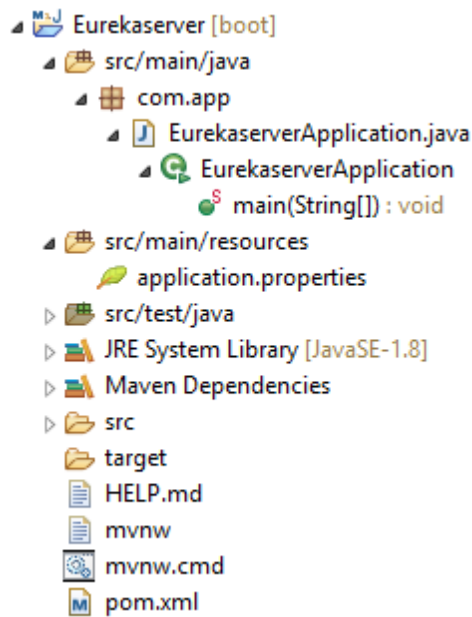 Eurekaserver [boot]
src/main/java
com.app
EurekaserverApplication.java
EurekaserverApplication
main(String[]) : void
src/main/resources
application.properties
src/test/java
JRE System Library [JavaSE-1.8]
Maven Dependencies
src
target
HELP.md
mvnw
mvnw.cmd
pom.xml